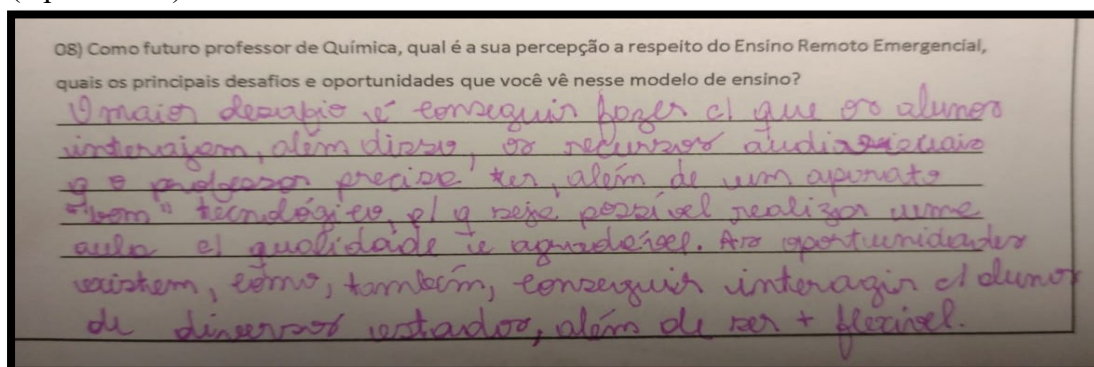 08) Como futuro professor de Química, qual é a sua percepção a respeito do Ensino Remoto Emergencial,
quais os principais desafios e oportunidades que você vê nesse modelo de ensino?
O maior desafio é conseguir fazer c/ que os alunos
interajam, além disso, os recursos audiovisuais
q o professor precisa ter, além de um aparato
"bom" tecnológico, p/ q seja possível realizar uma
aula c/ qualidade e agradável. As oportunidades
existem, como, também, conseguir interagir c/ alunos
de diversos estados, além de ser + flexível.